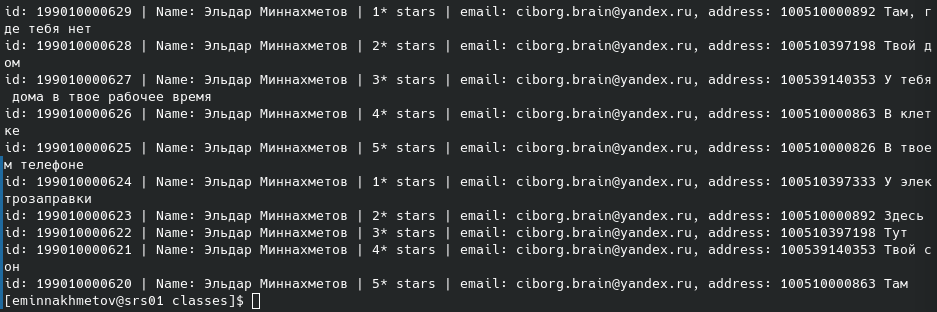 id: 199010000629 | Name: Эльдар Миннахметов | 1* stars | email: ciborg.brain@yandex.ru, address: 100510000892 Там, г
де тебя нет
id: 199010000628 | Name: Эльдар Миннахметов | 2* stars | email: ciborg.brain@yandex.ru, address: 100510397198 Твой д
ом
id: 199010000627 | Name: Эльдар Миннахметов | 3* stars | email: ciborg.brain@yandex.ru, address: 100539140353 У тебя
 дома в твое рабочее время
id: 199010000626 | Name: Эльдар Миннахметов | 4* stars | email: ciborg.brain@yandex.ru, address: 100510000863 В клет
ке
id: 199010000625 | Name: Эльдар Миннахметов | 5* stars | email: ciborg.brain@yandex.ru, address: 100510000826 В твое
м телефоне
id: 199010000624 | Name: Эльдар Миннахметов | 1* stars | email: ciborg.brain@yandex.ru, address: 100510397333 У элек
трозаправки
id: 199010000623 | Name: Эльдар Миннахметов | 2* stars | email: ciborg.brain@yandex.ru, address: 100510000892 Здесь
id: 199010000622 | Name: Эльдар Миннахметов | 3* stars | email: ciborg.brain@yandex.ru, address: 100510397198 Тут
id: 199010000621 | Name: Эльдар Миннахметов | 4* stars | email: ciborg.brain@yandex.ru, address: 100539140353 Твой с
он
id: 199010000620 | Name: Эльдар Миннахметов | 5* stars | email: ciborg.brain@yandex.ru, address: 100510000863 Там
[eminnakhmetov@srs01 classes]$